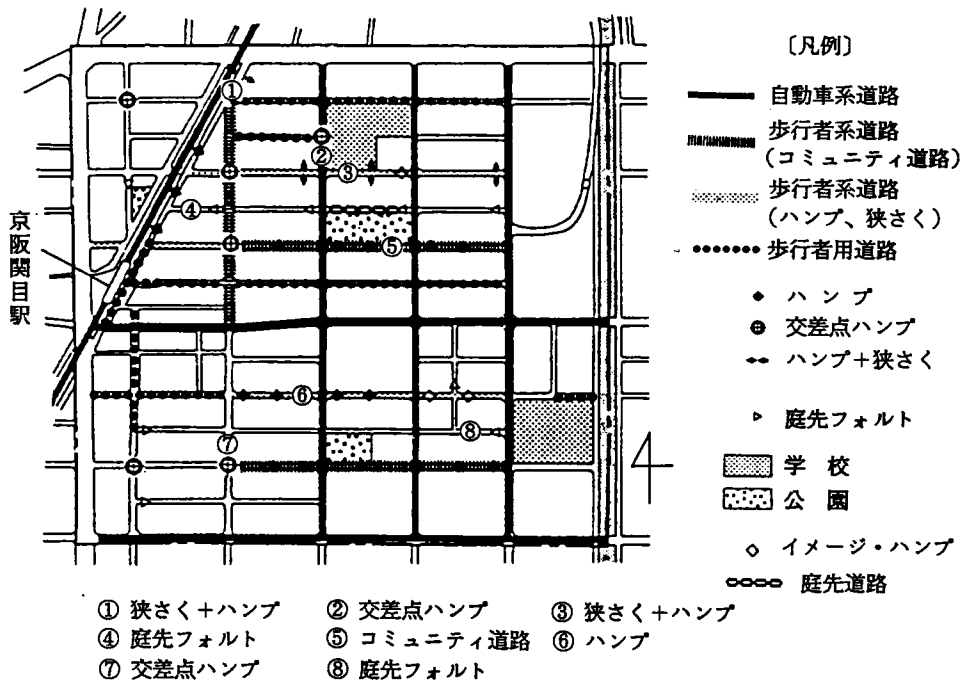 〔凡例〕
自動車系道路
歩行者系道路
(コミュニティ道路)
歩行者系道路
(ハンプ、狭さく)
歩行者用道路
ハンプ
交差点ハンプ
ハンプ+狭さく
庭先フォルト
学校
公園
イメージ・ハンプ
庭先道路
京阪関目駅
①
②
③
④
⑤
⑥
⑦
⑧
① 狭さく+ハンプ ② 交差点ハンプ ③ 狭さく+ハンプ
④ 庭先フォルト ⑤ コミュニティ道路 ⑥ ハンプ
⑦ 交差点ハンプ ⑧ 庭先フォルト